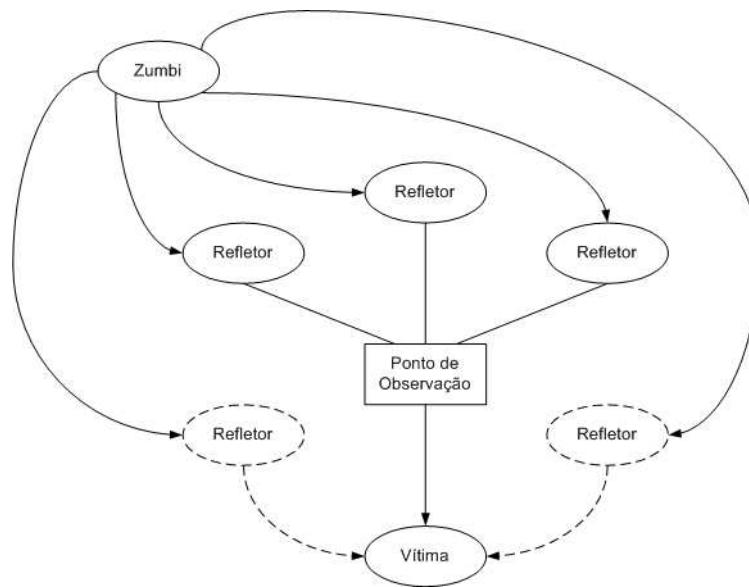 Zumbi
Refletor
Refletor
Refletor
Ponto de
Observação
Refletor
Refletor
Vítima